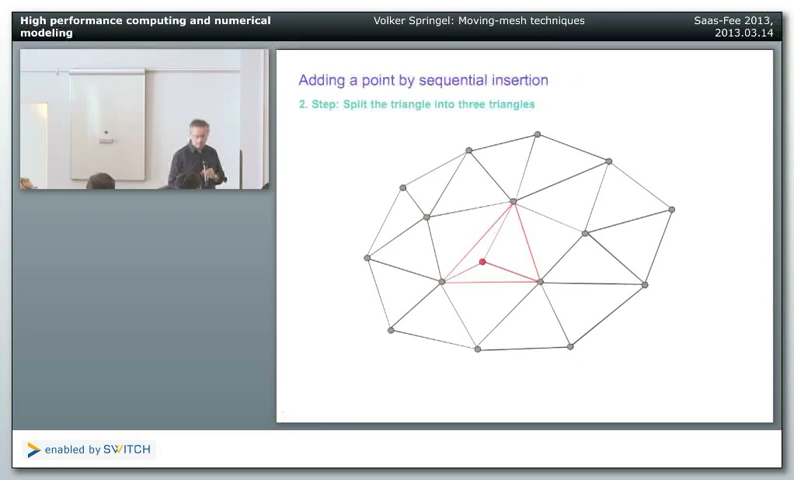 High performance computing and numerical
modeling
Volker Springel: Moving-mesh techniques
Saas-Fee 2013,
2013.03.14
Adding a point by sequential insertion
2. Step: Split the triangle into three triangles
enabled by SWITCH